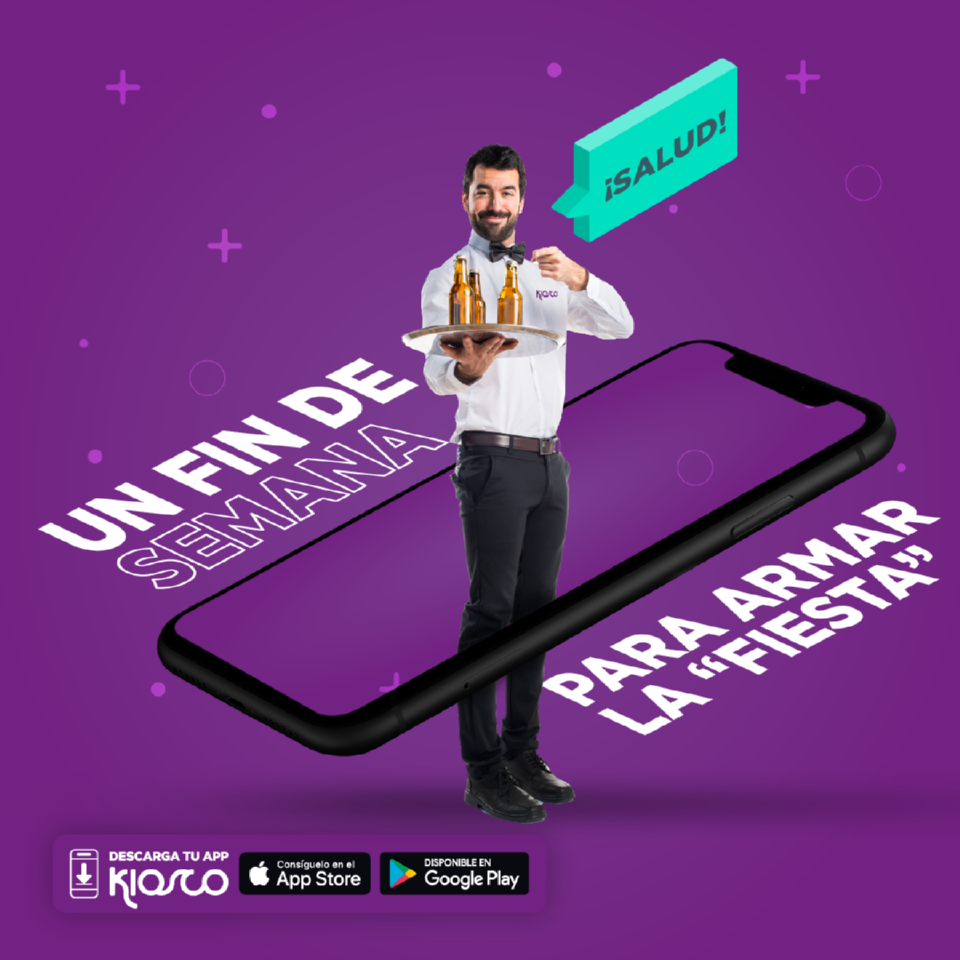 ¡SALUD!
Kiosco
UN FIN DE
SEMANA
PARA ARMAR
LA “FIESTA”
DESCARGA TU APP
Kiosco
Consíguelo en el
App Store
DISPONIBLE EN
Google Play